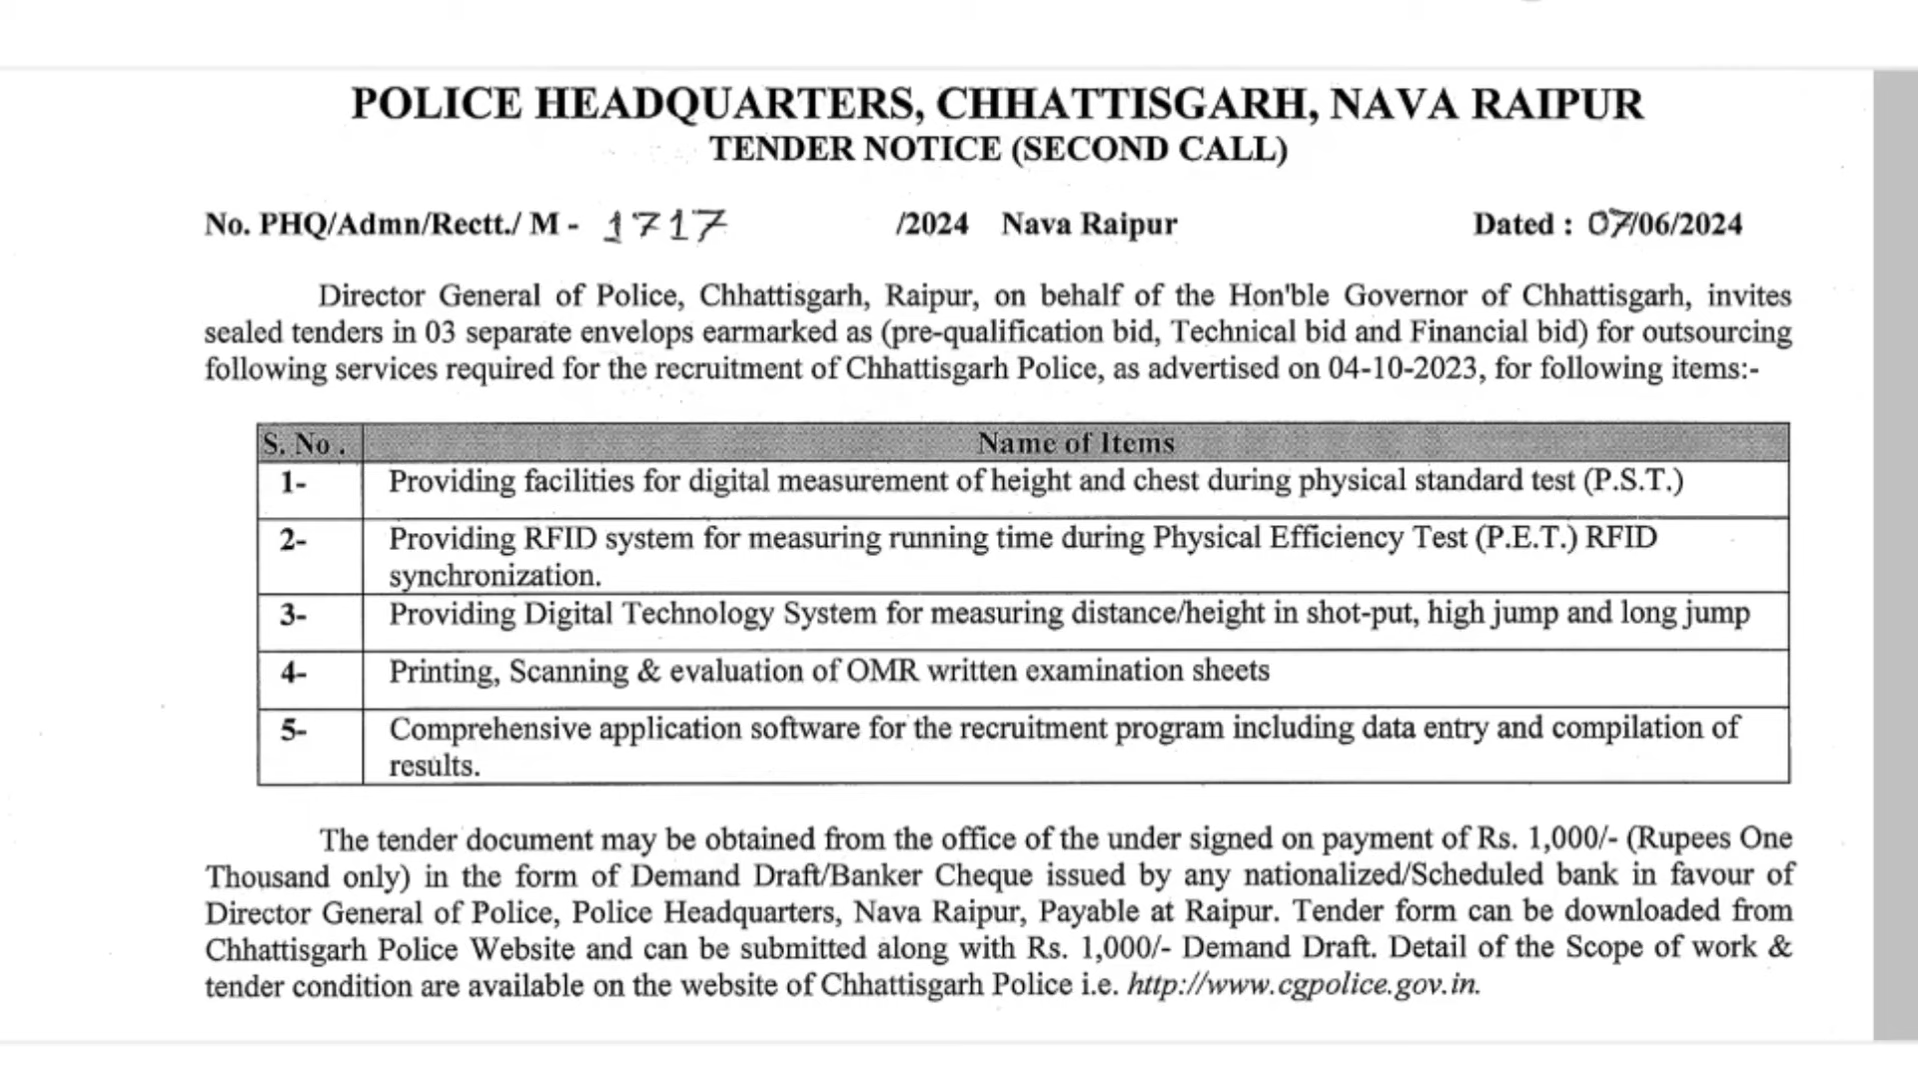 POLICE HEADQUARTERS, CHHATTISGARH, NAVA RAIPUR
TENDER NOTICE (SECOND CALL)
No. PHQ/Admn/Rectt./ M - 1717 /2024 Nava Raipur Dated : 07/06/2024
Director General of Police, Chhattisgarh, Raipur, on behalf of the Hon'ble Governor of Chhattisgarh, invites
sealed tenders in 03 separate envelops earmarked as (pre-qualification bid, Technical bid and Financial bid) for outsourcing
following services required for the recruitment of Chhattisgarh Police, as advertised on 04-10-2023, for following items:-
S. No . Name of Items
1- Providing facilities for digital measurement of height and chest during physical standard test (P.S.T.)
2- Providing RFID system for measuring running time during Physical Efficiency Test (P.E.T.) RFID
synchronization.
3- Providing Digital Technology System for measuring distance/height in shot-put, high jump and long jump
4- Printing, Scanning & evaluation of OMR written examination sheets
5- Comprehensive application software for the recruitment program including data entry and compilation of
results.
The tender document may be obtained from the office of the under signed on payment of Rs. 1,000/- (Rupees One
Thousand only) in the form of Demand Draft/Banker Cheque issued by any nationalized/Scheduled bank in favour of
Director General of Police, Police Headquarters, Nava Raipur, Payable at Raipur. Tender form can be downloaded from
Chhattisgarh Police Website and can be submitted along with Rs. 1,000/- Demand Draft. Detail of the Scope of work &
tender condition are available on the website of Chhattisgarh Police i.e. http://www.cgpolice.gov.in.